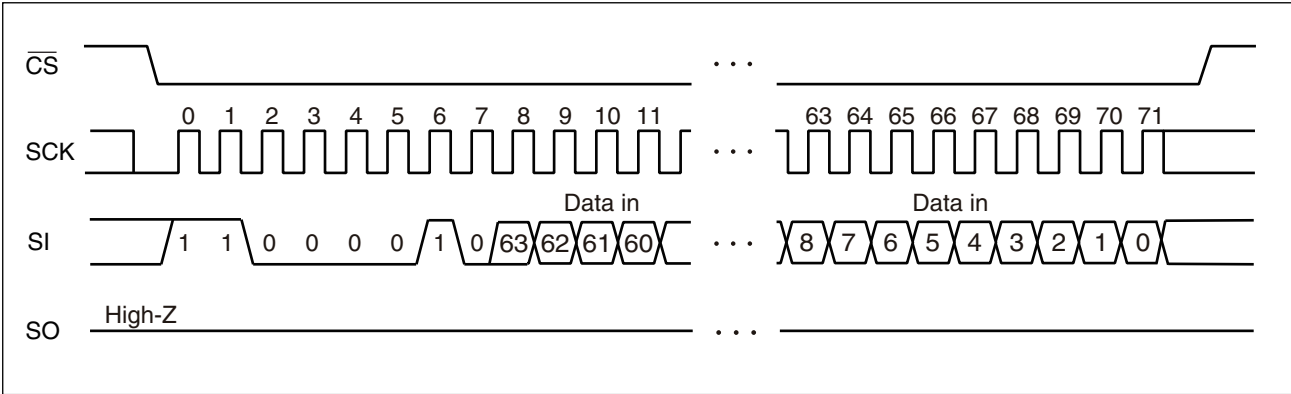 CS ...
0 1 2 3 4 5 6 7 8 9 10 11 63 64 65 66 67 68 69 70 71
SCK ...
Data in Data in
SI 1 1 0 0 0 0 1 0 63 62 61 60 ... 8 7 6 5 4 3 2 1 0
High-Z
SO ...